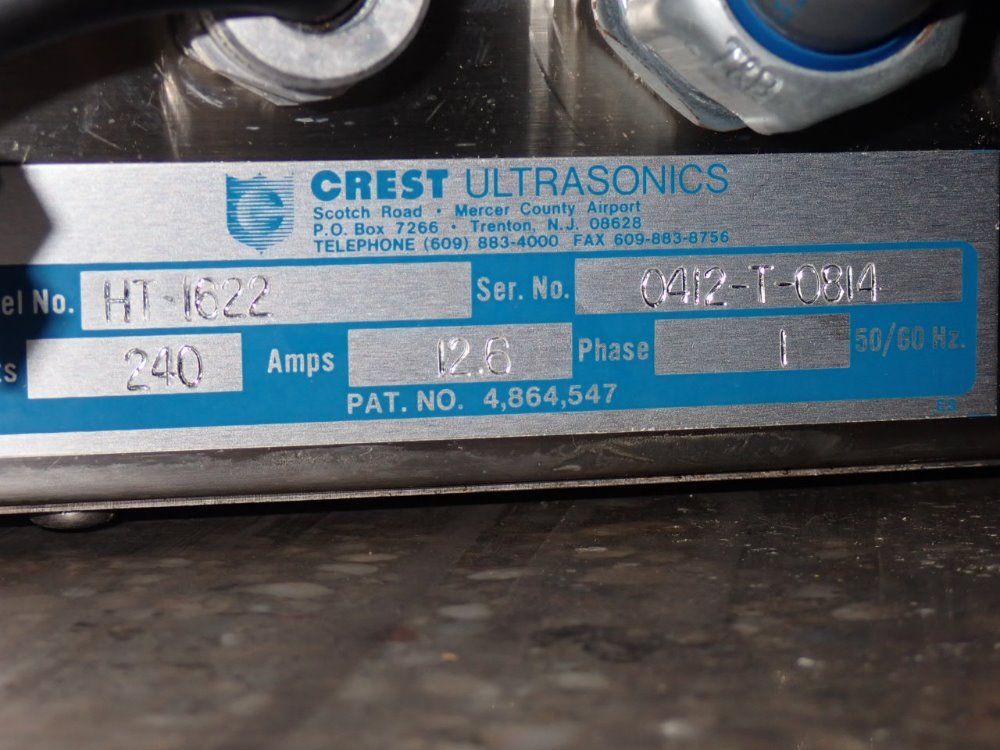 CREST ULTRASONICS
Scotch Road • Mercer County Airport
P.O. Box 7266 • Trenton, N.J. 08628
TELEPHONE (609) 883-4000 FAX 609-883-8756
el No. HT-1622 Ser. No. 0412-T-0814
240 Amps 12.6 Phase 1 50/60 Hz.
PAT. NO. 4,864,547